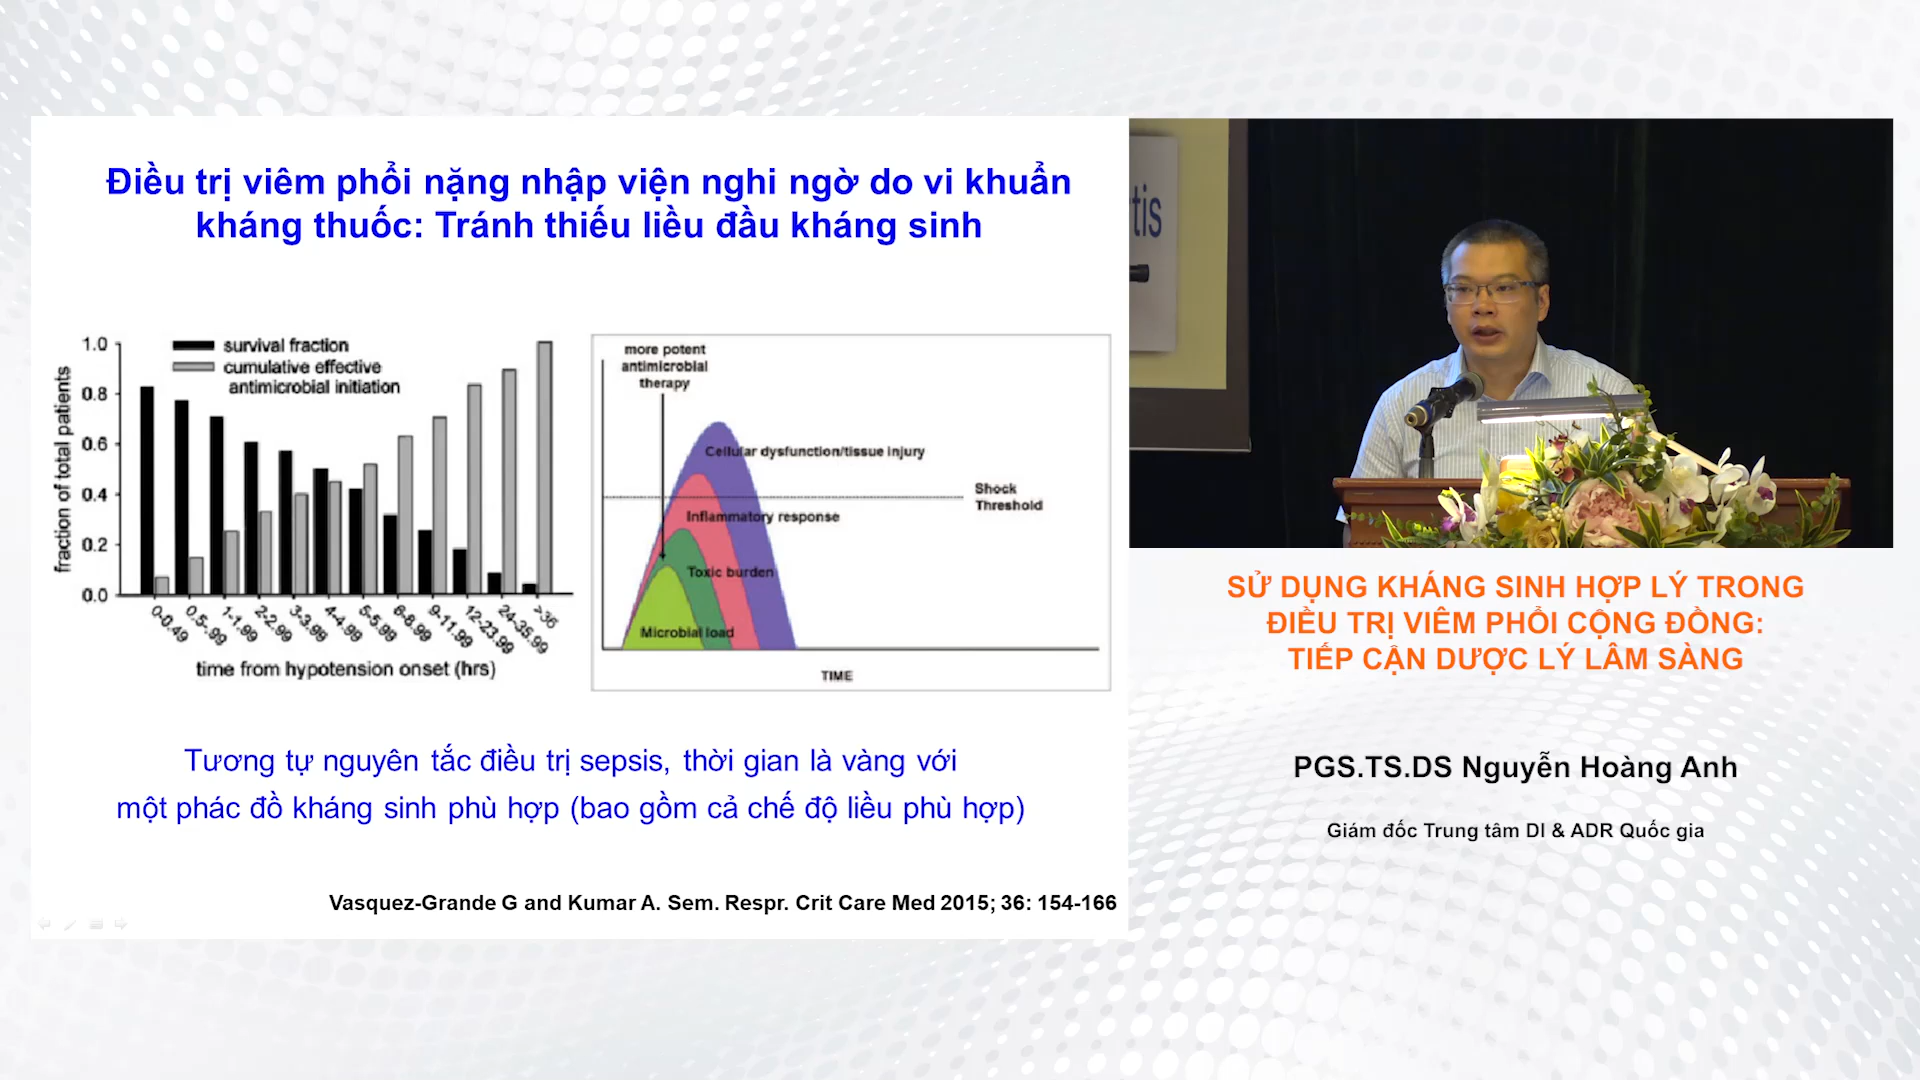 Điều trị viêm phổi nặng nhập viện nghi ngờ do vi khuẩn
kháng thuốc: Tránh thiếu liều đầu kháng sinh
survival fraction
cumulative effective
antimicrobial initiation
fraction of total patients
1.0
0.8
0.6
0.4
0.2
0.0
0-0.49
0.5-.99
1-1.99
2-2.99
3-3.99
4-4.99
5-5.99
6-8.99
9-11.99
12-23.99
24-35.99
>36
time from hypotension onset (hrs)
more potent
antimicrobial
therapy
Cellular dysfunction/tissue injury
Shock
Threshold
Inflammatory response
Toxic burden
Microbial load
TIME
Tương tự nguyên tắc điều trị sepsis, thời gian là vàng với
một phác đồ kháng sinh phù hợp (bao gồm cả chế độ liều phù hợp)
Vasquez-Grande G and Kumar A. Sem. Respr. Crit Care Med 2015; 36: 154-166
SỬ DỤNG KHÁNG SINH HỢP LÝ TRONG
ĐIỀU TRỊ VIÊM PHỔI CỘNG ĐỒNG:
TIẾP CẬN DƯỢC LÝ LÂM SÀNG
PGS.TS.DS Nguyễn Hoàng Anh
Giám đốc Trung tâm DI & ADR Quốc gia